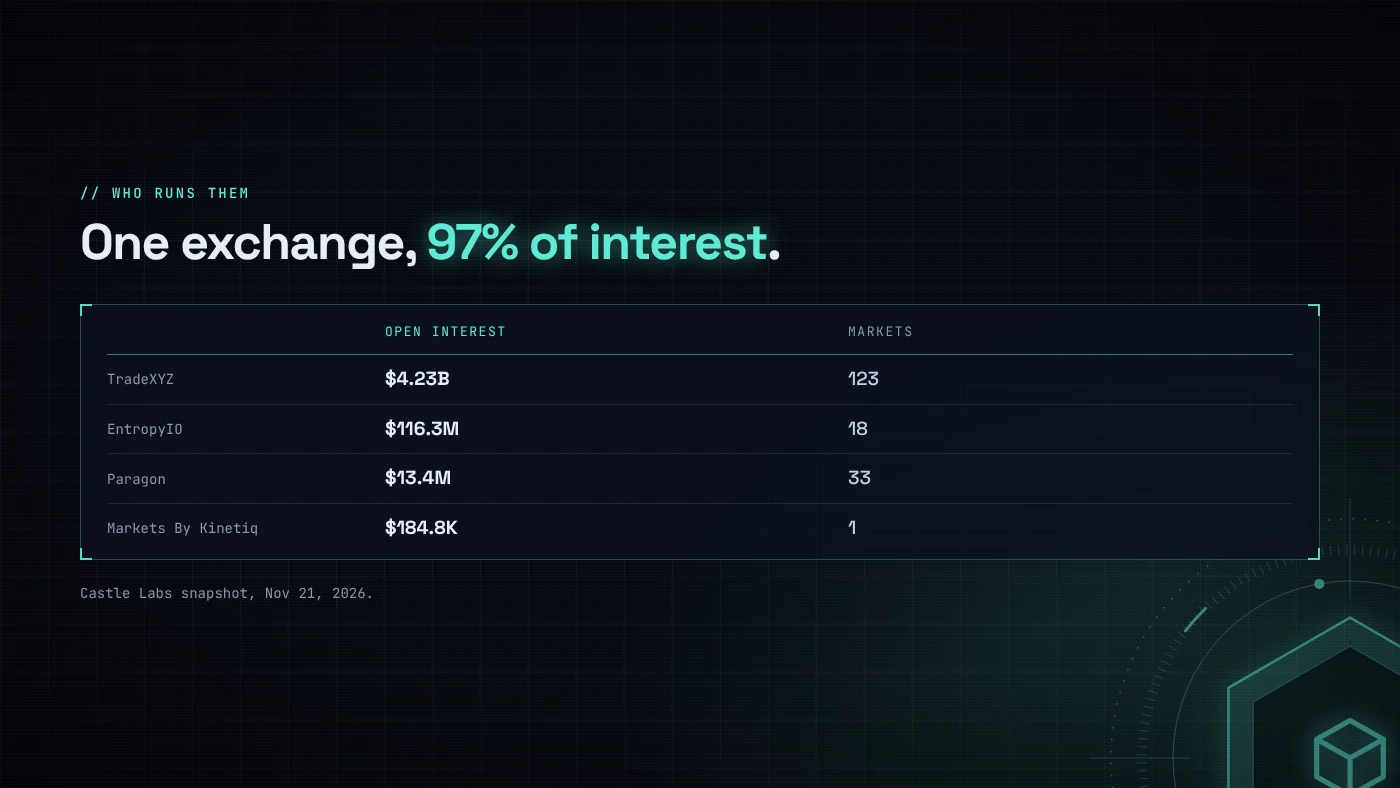 // WHO RUNS THEM
One exchange, 97% of interest.
OPEN INTEREST MARKETS
TradeXYZ $4.23B 123
EntropyIO $116.3M 18
Paragon $13.4M 33
Markets By Kinetiq $184.8K 1
Castle Labs snapshot, Nov 21, 2026.